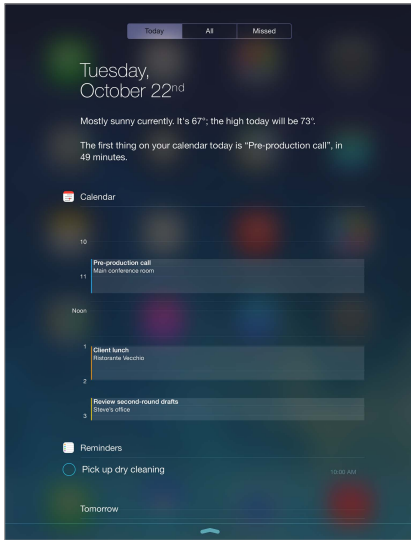 Today
All
Missed
Tuesday,
October 22nd
Mostly sunny currently. It's 67°; the high today will be 73°.
The first thing on your calendar today is “Pre-production call”, in
49 minutes.
Calendar
10
Pre-production call
Main conference room
11
Noon
1
Client lunch
Ristorante Vecchio
2
Review second-round drafts
Steve's office
3
Reminders
Pick up dry cleaning
10:00 AM
Tomorrow